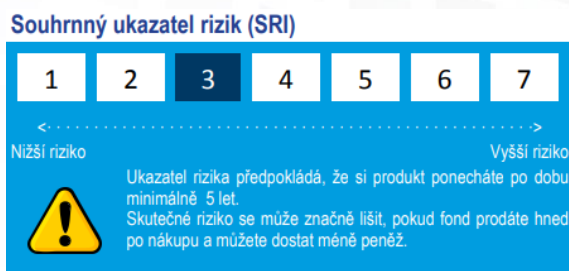 Souhrnný ukazatel rizik (SRI)
1 2 3 4 5 6 7
Nižší riziko Vyšší riziko
Ukazatel rizika předpokládá, že si produkt ponecháte po dobu
minimálně 5 let.
Skutečné riziko se může značně lišit, pokud fond prodáte hned
po nákupu a můžete dostat méně peněž.